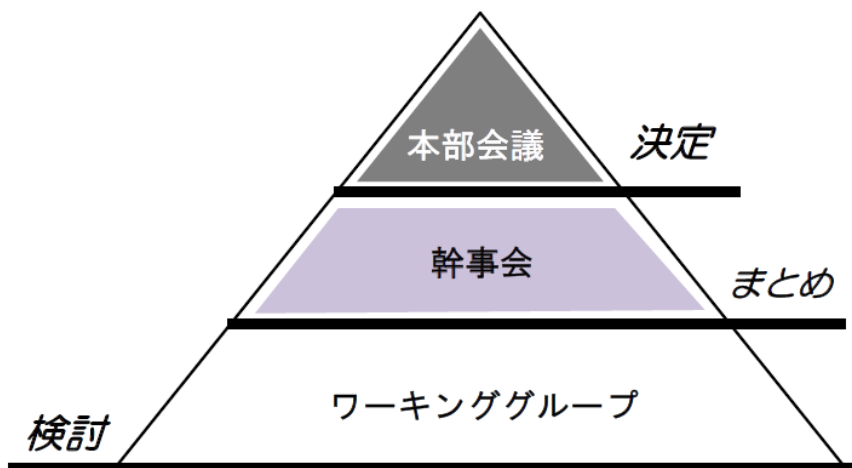 本部会議
決定
幹事会
まとめ
ワーキンググループ
検討